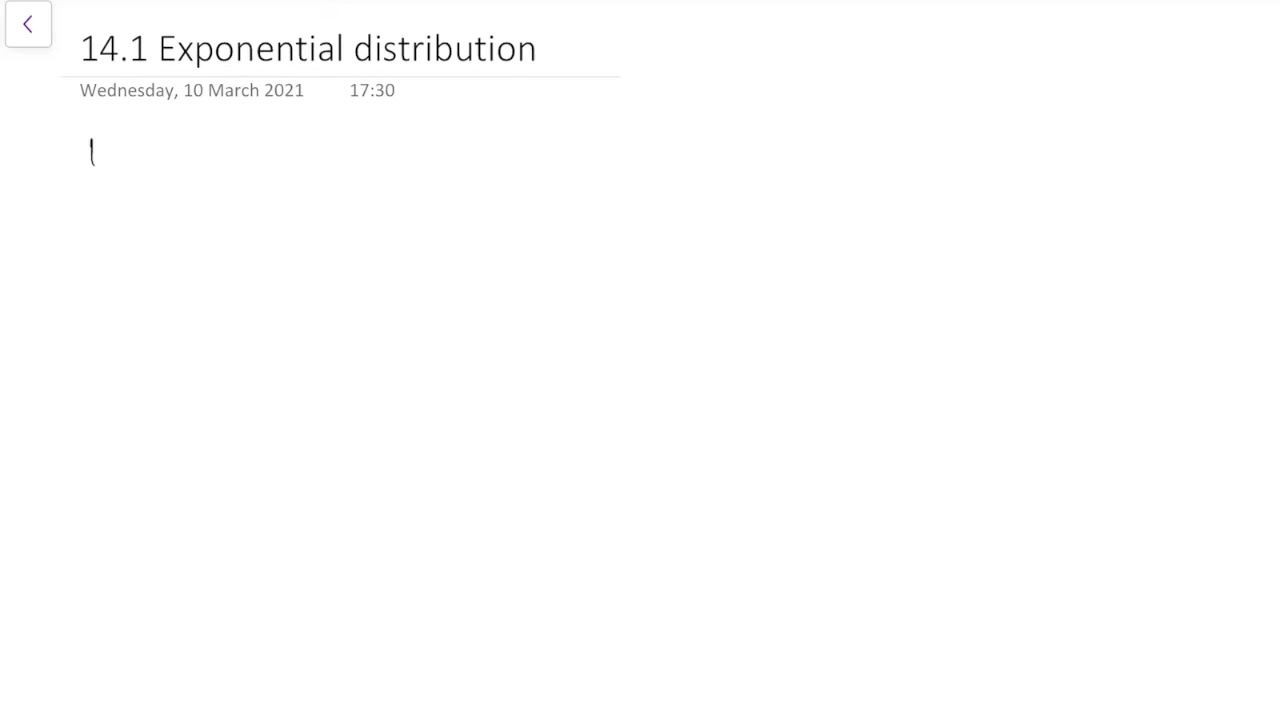 14.1 Exponential distribution
Wednesday, 10 March 2021 17:30